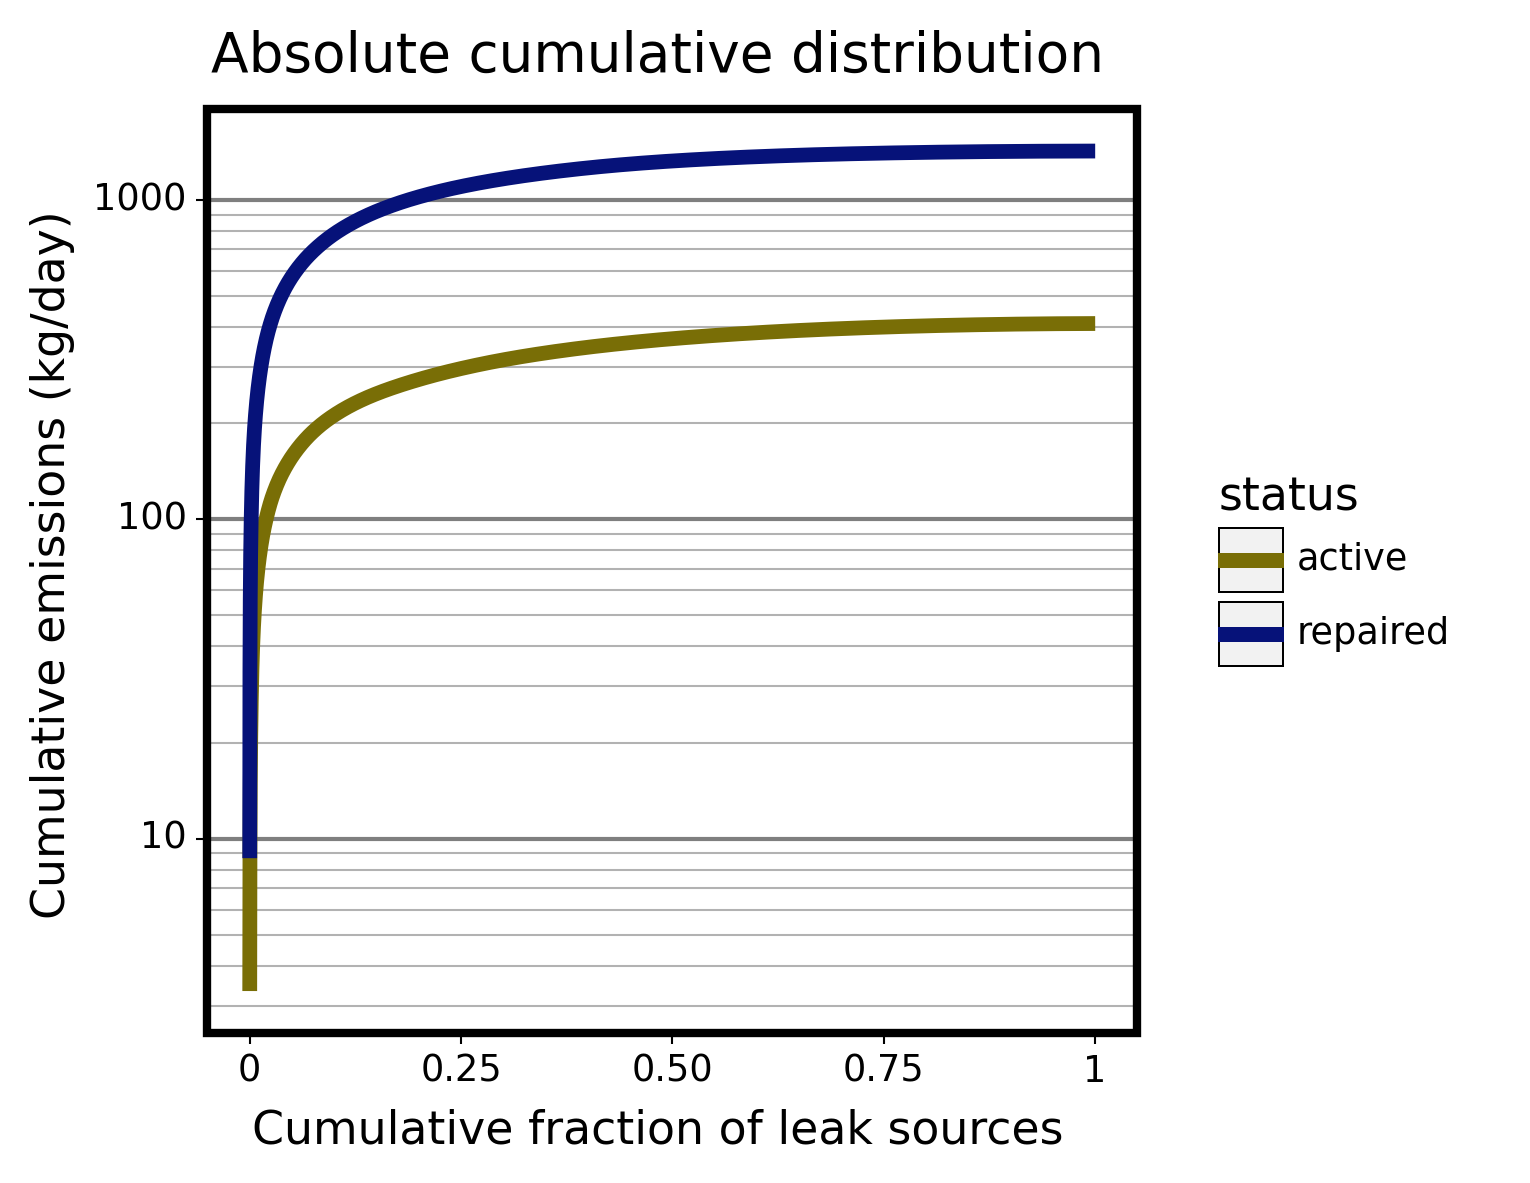 Absolute cumulative distribution
Cumulative emissions (kg/day)
1000
100
10
0
0.25
0.50
0.75
1
Cumulative fraction of leak sources
status
active
repaired